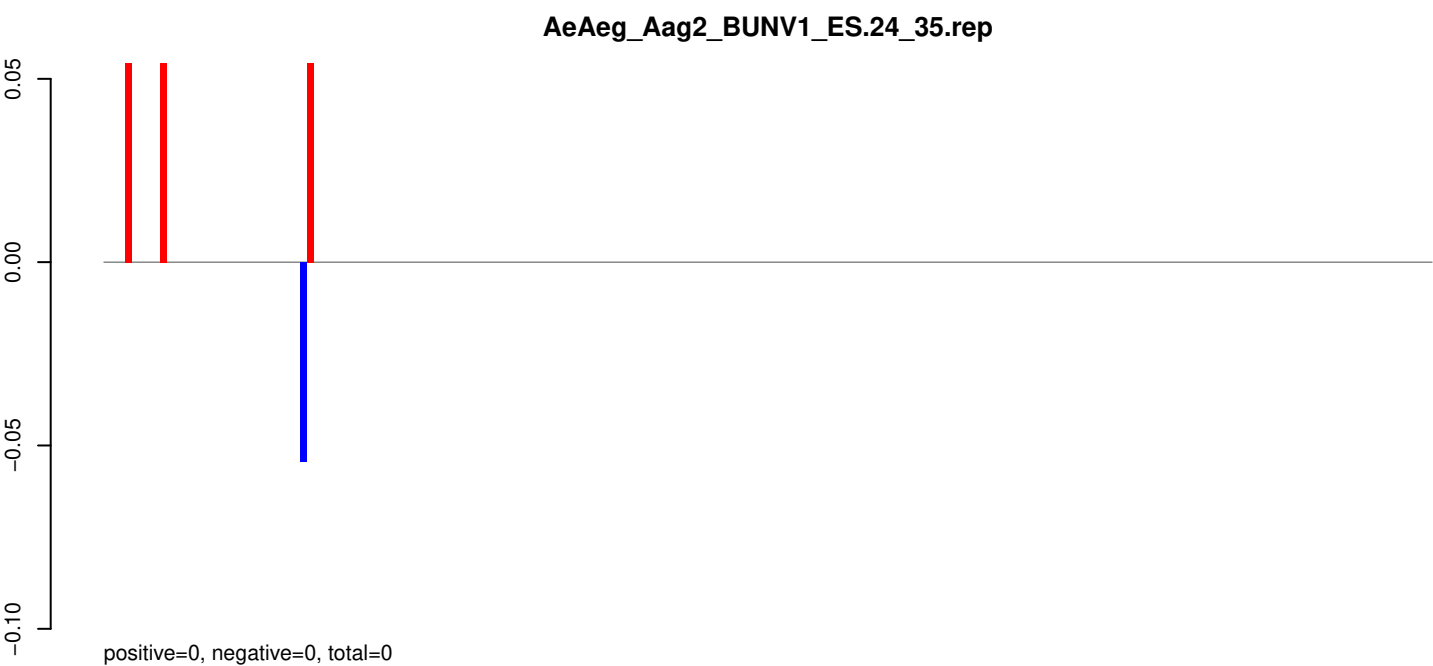 AeAeg_Aag2_BUNV1_ES.24_35.rep
0.05
0.00
−0.05
−0.10
positive=0, negative=0, total=0